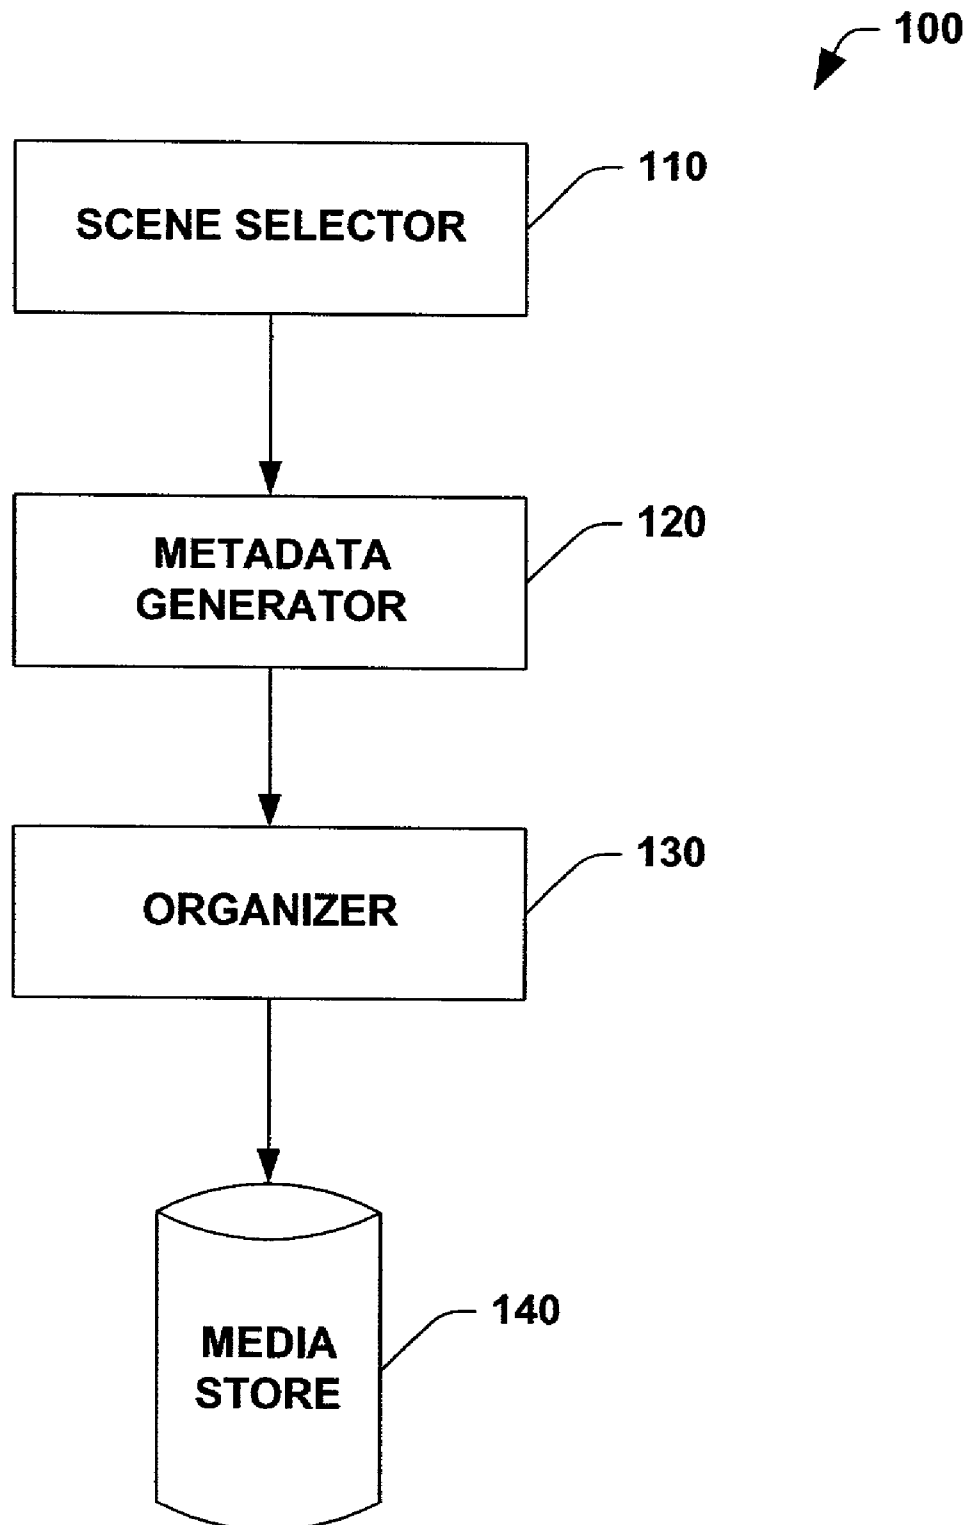 100
SCENE SELECTOR
110
METADATA
GENERATOR
120
ORGANIZER
130
MEDIA
STORE
140